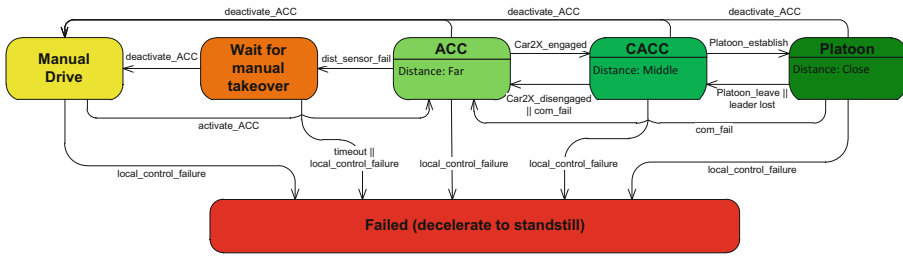 deactivate_ACC
deactivate_ACC
deactivate_ACC
Manual
Drive
deactivate_ACC
Wait for
manual
takeover
dist_sensor_fail
ACC
Distance: Far
Car2X_engaged
CACC
Distance: Middle
Platoon_establish
Platoon
Distance: Close
Car2X_disengaged
|| com_fail
Platoon_leave ||
leader lost
activate_ACC
com_fail
timeout ||
local_control_failure
local_control_failure
local_control_failure
local_control_failure
local_control_failure
Failed (decelerate to standstill)